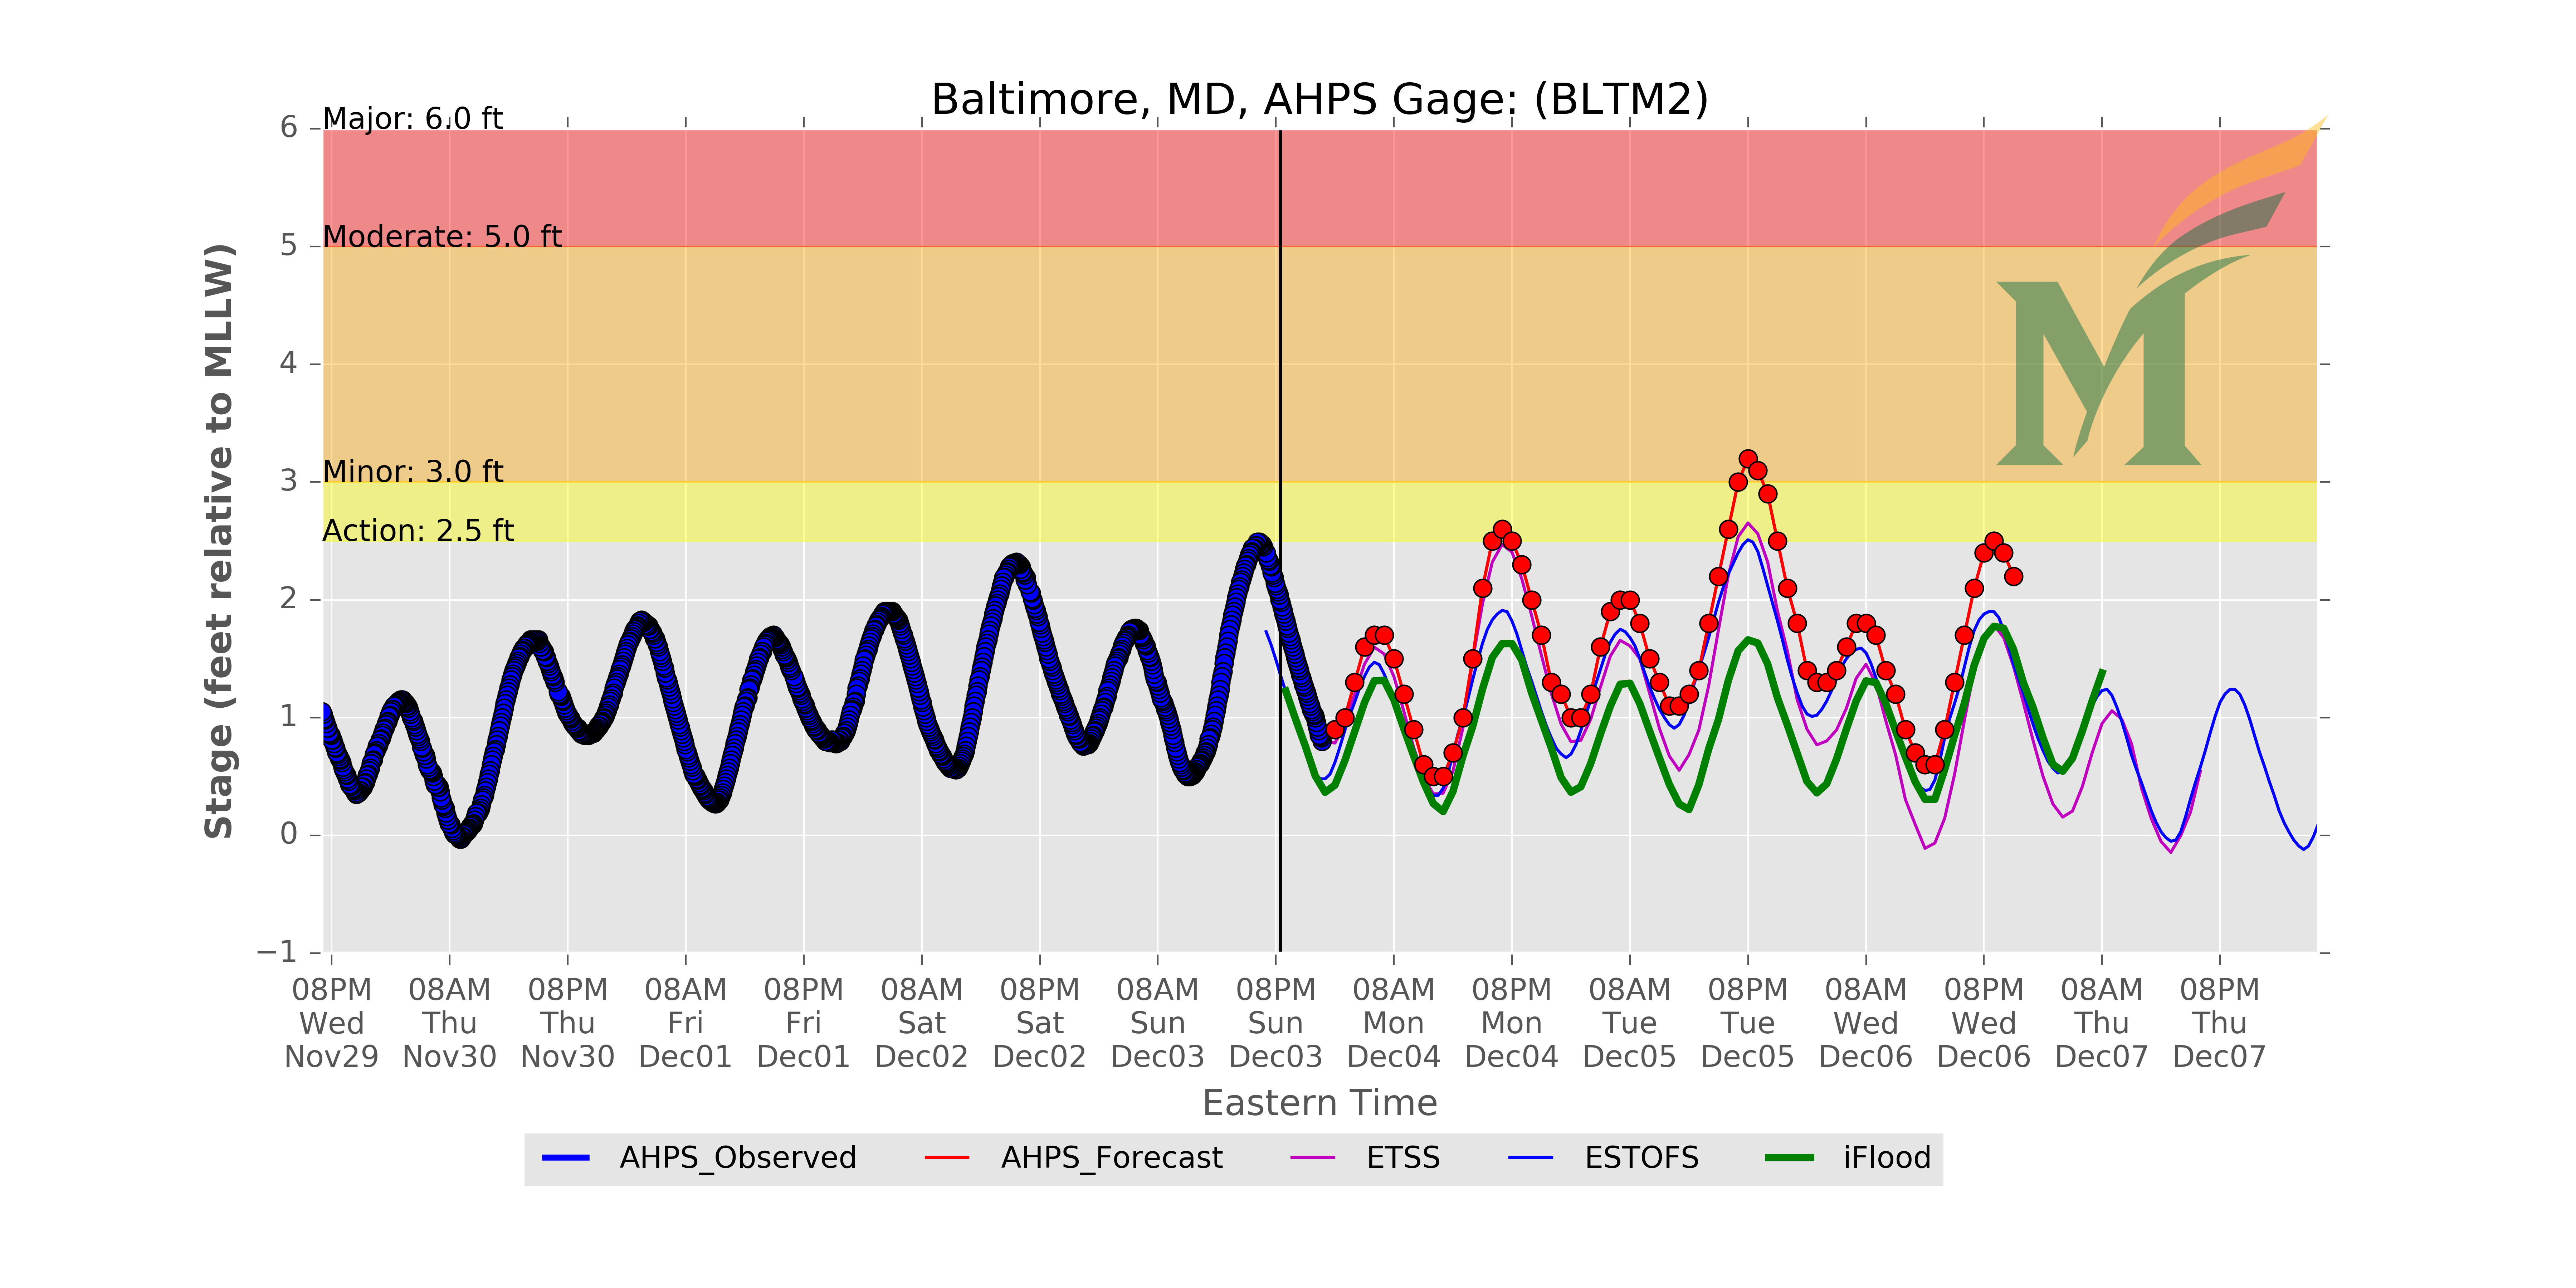 Baltimore, MD, AHPS Gage: (BLTM2)
Major: 6.0 ft
Moderate: 5.0 ft
Minor: 3.0 ft
Action: 2.5 ft
6
5
4
3
2
1
0
−1
Stage (feet relative to MLLW)
08PM 08AM 08PM 08AM 08PM 08AM 08PM 08AM 08PM 08AM 08PM 08AM 08PM 08AM 08PM 08AM 08PM
Wed Thu Thu Fri Fri Sat Sat Sun Sun Mon Mon Tue Tue Wed Wed Thu Thu
Nov29 Nov30 Nov30 Dec01 Dec01 Dec02 Dec02 Dec03 Dec03 Dec04 Dec04 Dec05 Dec05 Dec06 Dec06 Dec07 Dec07
Eastern Time
AHPS_Observed AHPS_Forecast ETSS ESTOFS iFlood
M